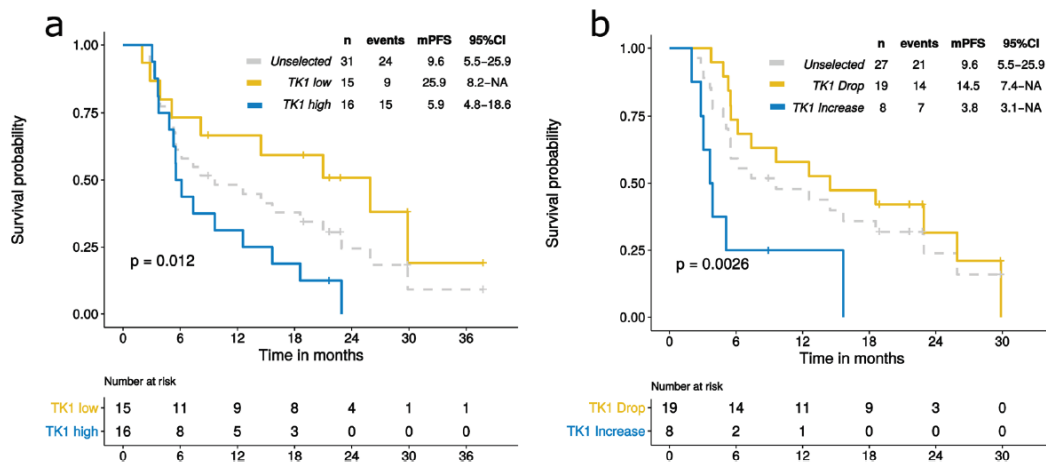 a
n events mPFS 95%CI
Unselected 31 24 9.6 5.5-25.9
TK1 low 15 9 25.9 8.2-NA
TK1 high 16 15 5.9 4.8-18.6
Survival probability
1.00
0.75
0.50
0.25
0.00
p = 0.012
0 6 12 18 24 30 36
Time in months
Number at risk
TK1 low 15 11 9 8 4 1 1
TK1 high 16 8 5 3 0 0 0
0 6 12 18 24 30 36
b
n events mPFS 95%CI
Unselected 27 21 9.6 5.5-25.9
TK1 Drop 19 14 14.5 7.4-NA
TK1 Increase 8 7 3.8 3.1-NA
Survival probability
1.00
0.75
0.50
0.25
0.00
p = 0.0026
0 6 12 18 24 30
Time in months
Number at risk
TK1 Drop 19 14 11 9 3 0
TK1 Increase 8 2 1 0 0 0
0 6 12 18 24 30